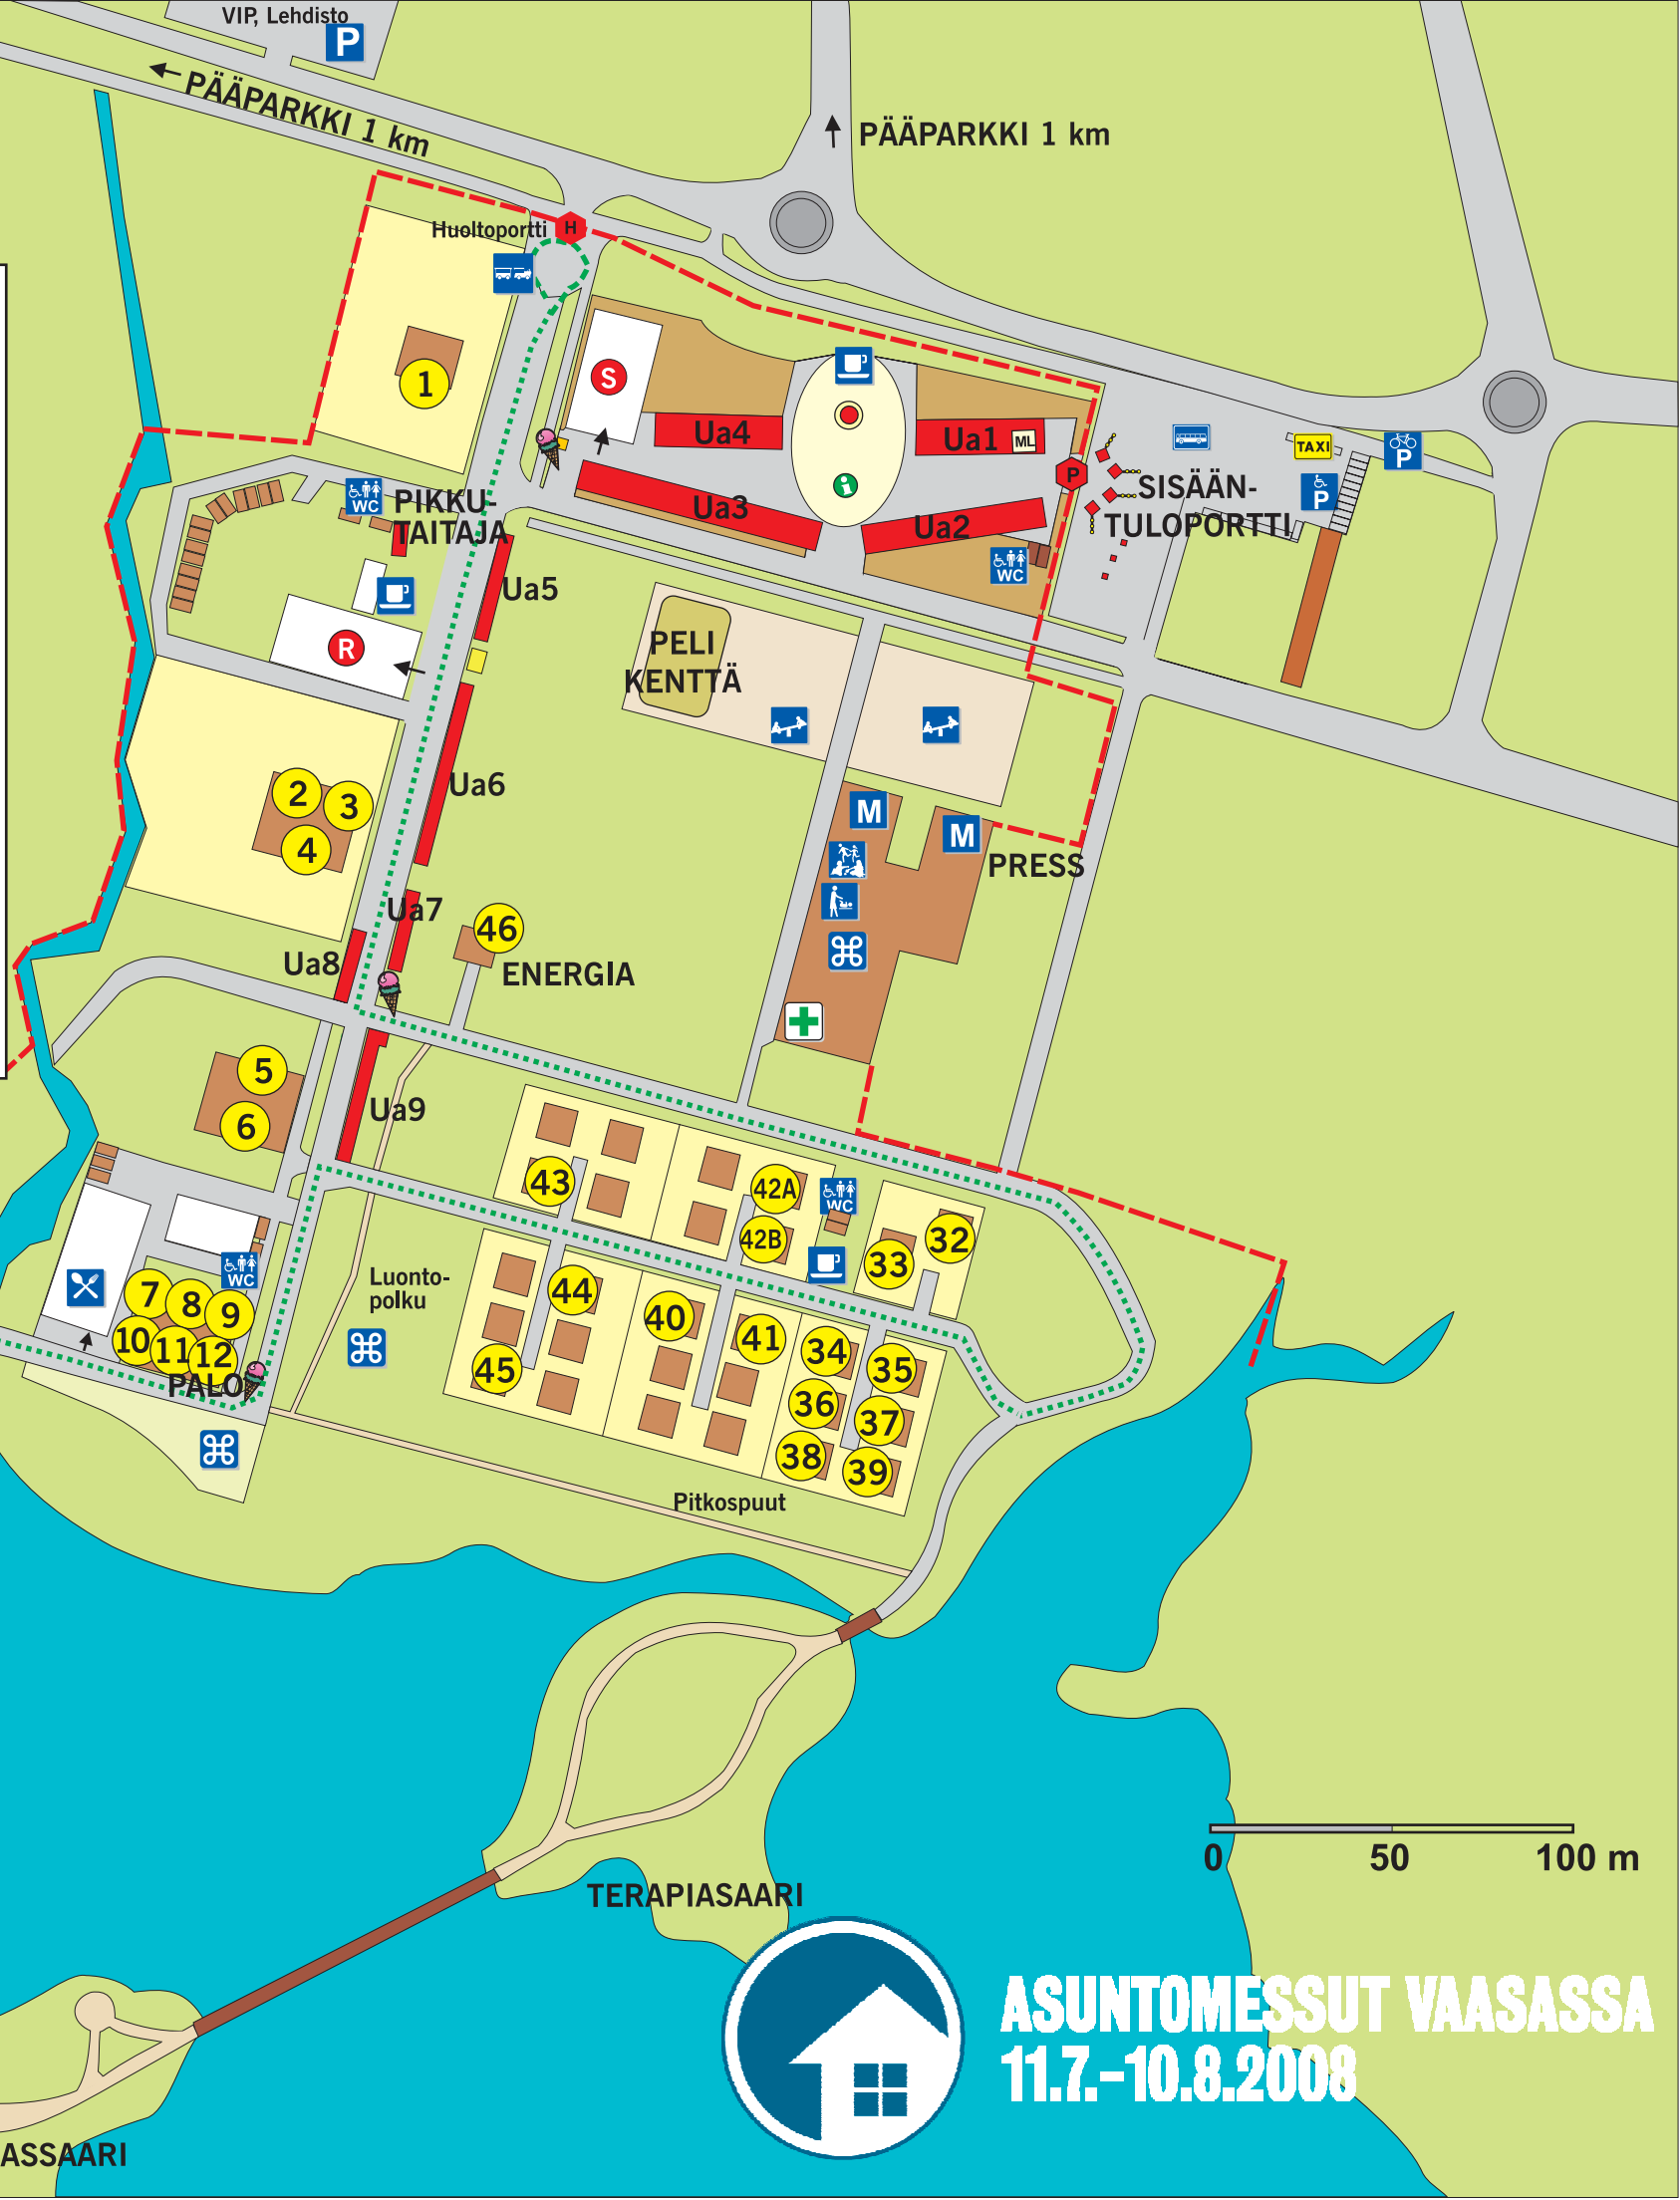 VIP, Lehdisto
P
PÄÄPARKKI 1 km
PÄÄPARKKI 1 km
Huoltoportti
H
1
S
Ua4
Ua1
ML
P
TAXI
P
P
SISÄÄN-
TULOPORTTI
i
Ua3
Ua2
WC
WC
PIKKU-
TAITAJA
Ua5
R
PELI
KENTTÄ
Ua6
2
3
4
M
M
PRESS
Ua7
46
Ua8
ENERGIA
5
6
Ua9
43
42A
42B
WC
33
32
WC
7
8
9
10
11
12
PALO
Luonto-
polku
44
45
40
41
34
35
36
37
38
39
Pitkospuut
TERAPIASAARI
0
50
100 m
ASUNTOMESSUT VAASASSA
11.7.–10.8.2008
ASSAARI